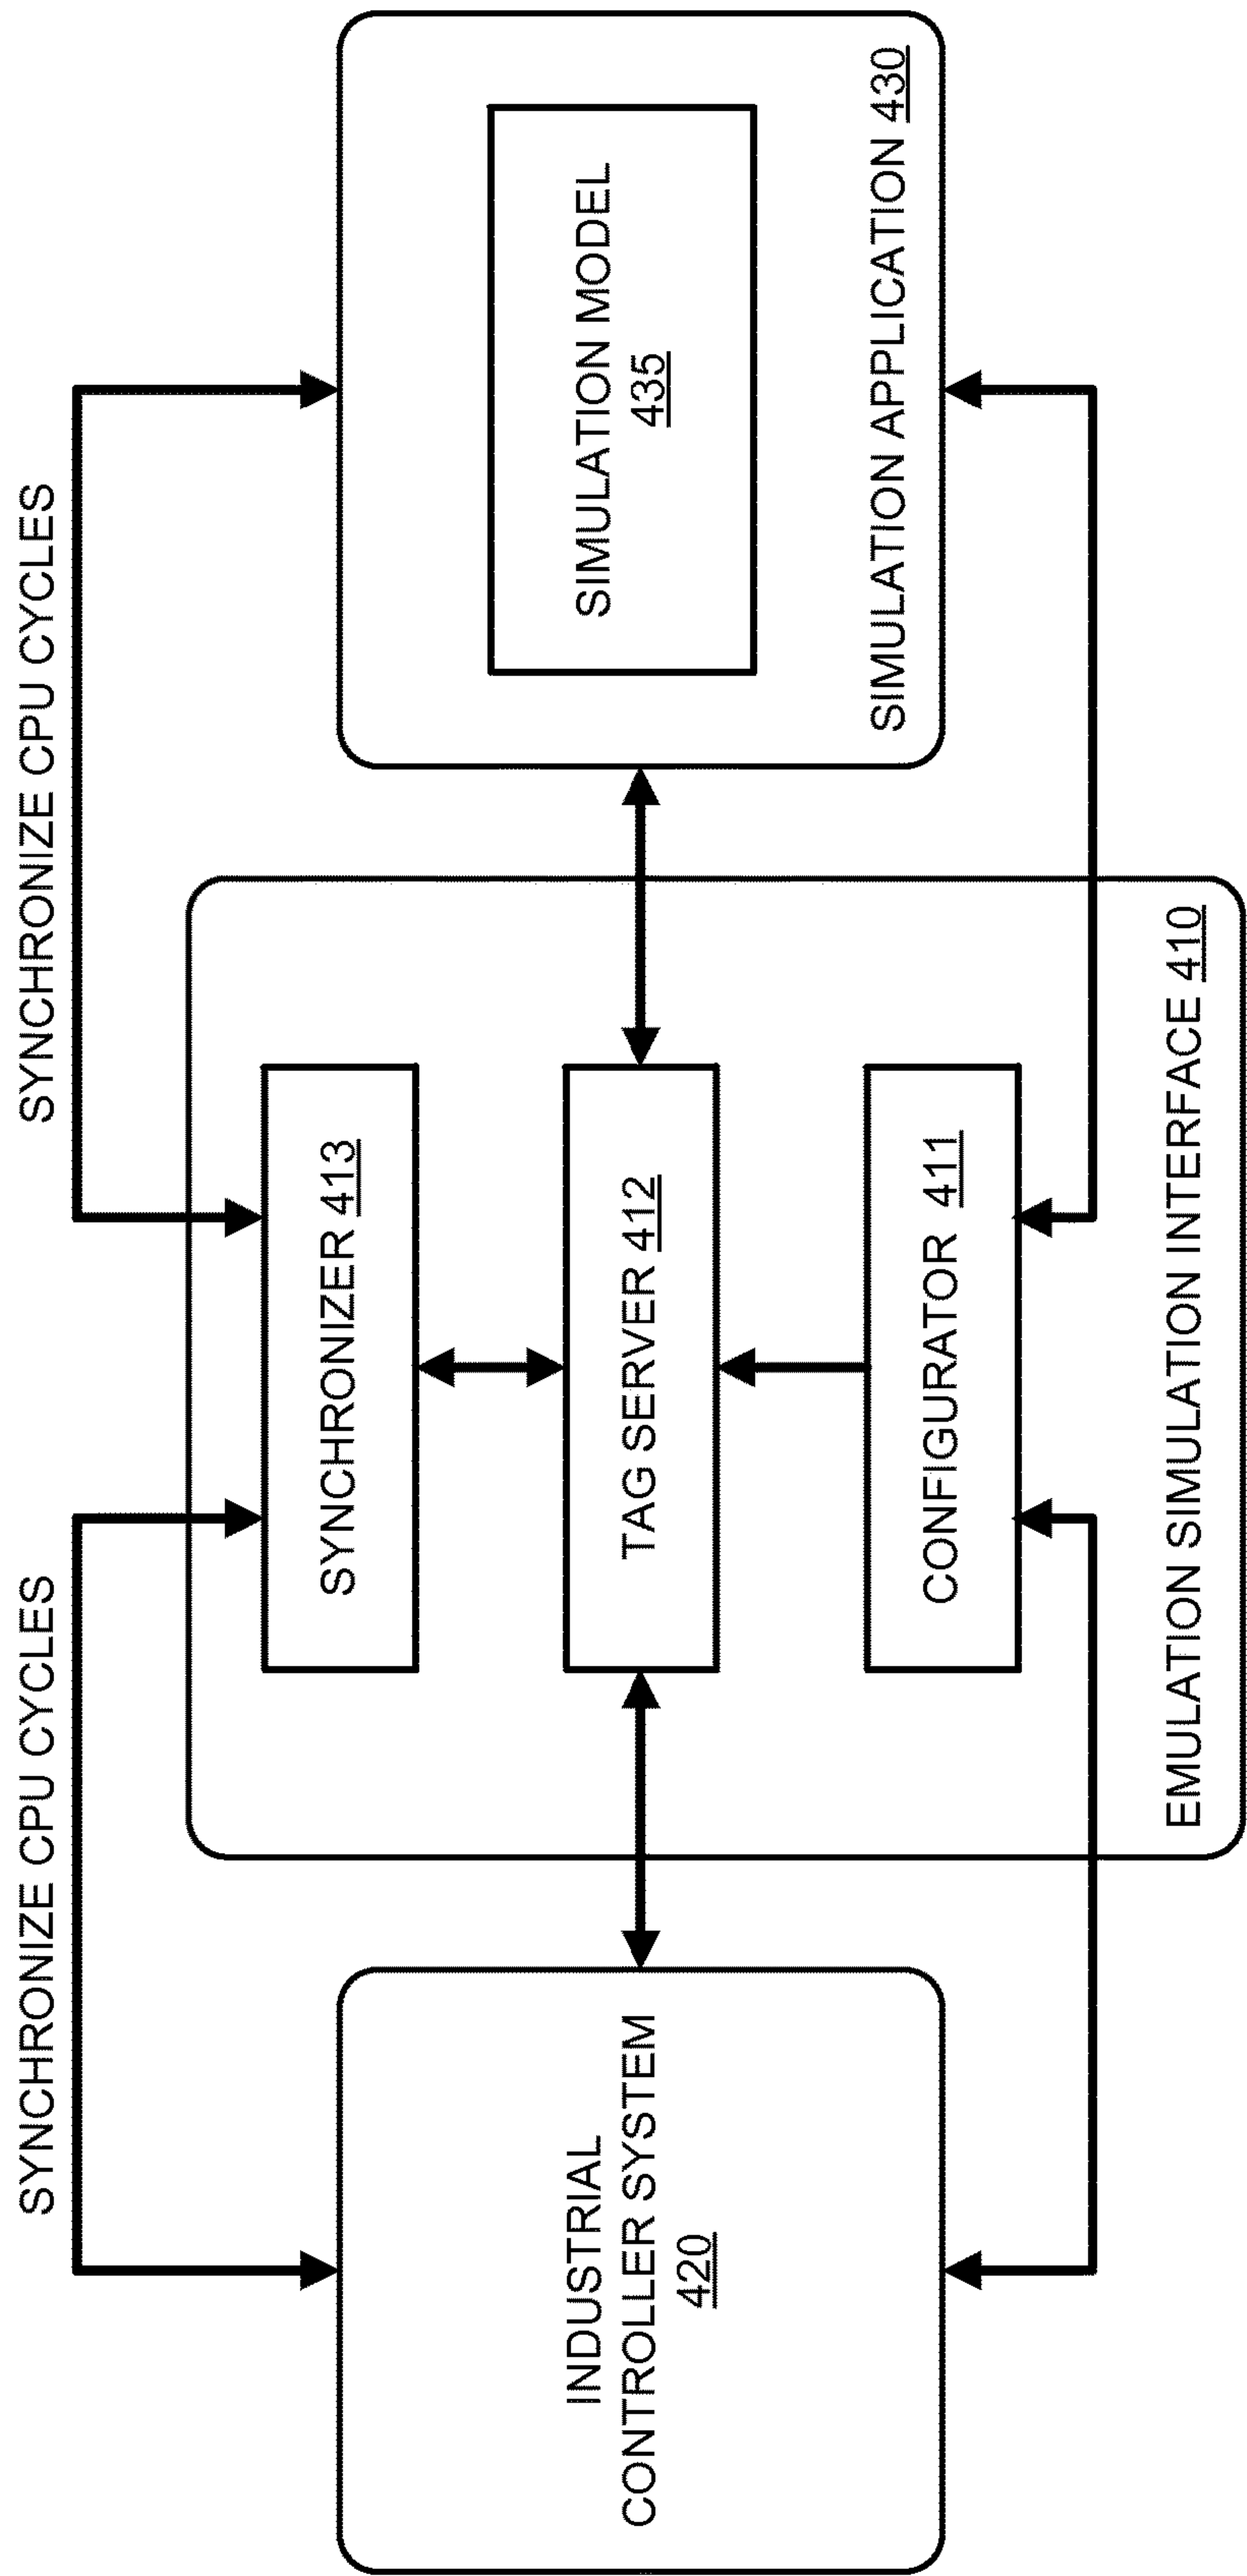 SYNCHRONIZE CPU CYCLES
SYNCHRONIZE CPU CYCLES
INDUSTRIAL
CONTROLLER SYSTEM
420
SYNCHRONIZER 413
TAG SERVER 412
CONFIGURATOR 411
EMULATION SIMULATION INTERFACE 410
SIMULATION MODEL
435
SIMULATION APPLICATION 430